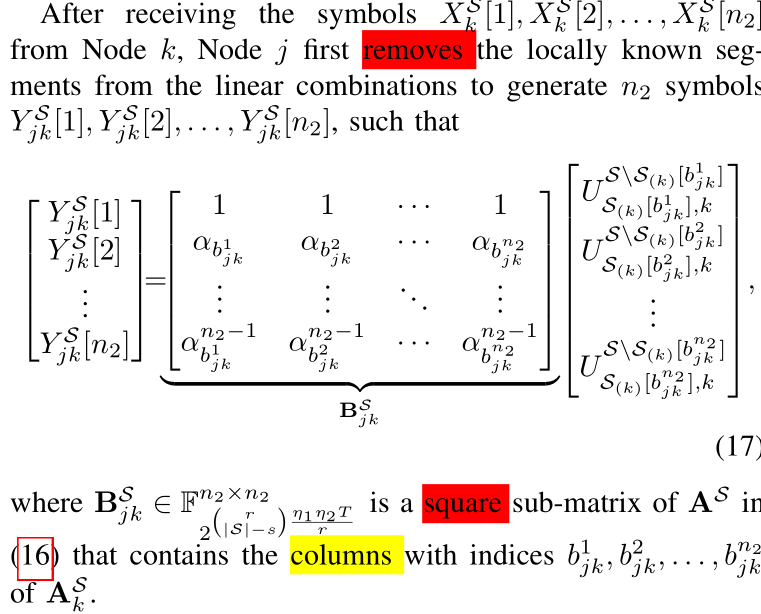 After receiving the symbols $X_k^{\mathcal{S}}[1], X_k^{\mathcal{S}}[2], \ldots, X_k^{\mathcal{S}}[n_2]$
from Node $k$, Node $j$ first removes the locally known seg-
ments from the linear combinations to generate $n_2$ symbols
$Y_{jk}^{\mathcal{S}}[1], Y_{jk}^{\mathcal{S}}[2], \ldots, Y_{jk}^{\mathcal{S}}[n_2]$, such that
$\begin{bmatrix} Y_{jk}^{\mathcal{S}}[1] \\ Y_{jk}^{\mathcal{S}}[2] \\ \vdots \\ Y_{jk}^{\mathcal{S}}[n_2] \end{bmatrix} = \underbrace{\begin{bmatrix} 1 & 1 & \cdots & 1 \\ \alpha_{b_{jk}^1} & \alpha_{b_{jk}^2} & \cdots & \alpha_{b_{jk}^{n_2}} \\ \vdots & \vdots & \ddots & \vdots \\ \alpha_{b_{jk}^1}^{n_2-1} & \alpha_{b_{jk}^2}^{n_2-1} & \cdots & \alpha_{b_{jk}^{n_2}}^{n_2-1} \end{bmatrix}}_{\mathbf{B}_{jk}^{\mathcal{S}}} \begin{bmatrix} U_{\mathcal{S}_{(k)}[b_{jk}^1],k}^{\mathcal{S}\backslash\mathcal{S}_{(k)}[b_{jk}^1]} \\ U_{\mathcal{S}_{(k)}[b_{jk}^2],k}^{\mathcal{S}\backslash\mathcal{S}_{(k)}[b_{jk}^2]} \\ \vdots \\ U_{\mathcal{S}_{(k)}[b_{jk}^{n_2}],k}^{\mathcal{S}\backslash\mathcal{S}_{(k)}[b_{jk}^{n_2}]} \end{bmatrix},$
(17)
where $\mathbf{B}_{jk}^{\mathcal{S}} \in \mathbb{F}_{2^{\binom{r}{|\mathcal{S}|-s}\frac{\eta_1 \eta_2 T}{r}}}^{n_2 \times n_2}$ is a square sub-matrix of $\mathbf{A}^{\mathcal{S}}$ in
(16) that contains the columns with indices $b_{jk}^1, b_{jk}^2, \ldots, b_{jk}^{n_2}$
of $\mathbf{A}_k^{\mathcal{S}}$.